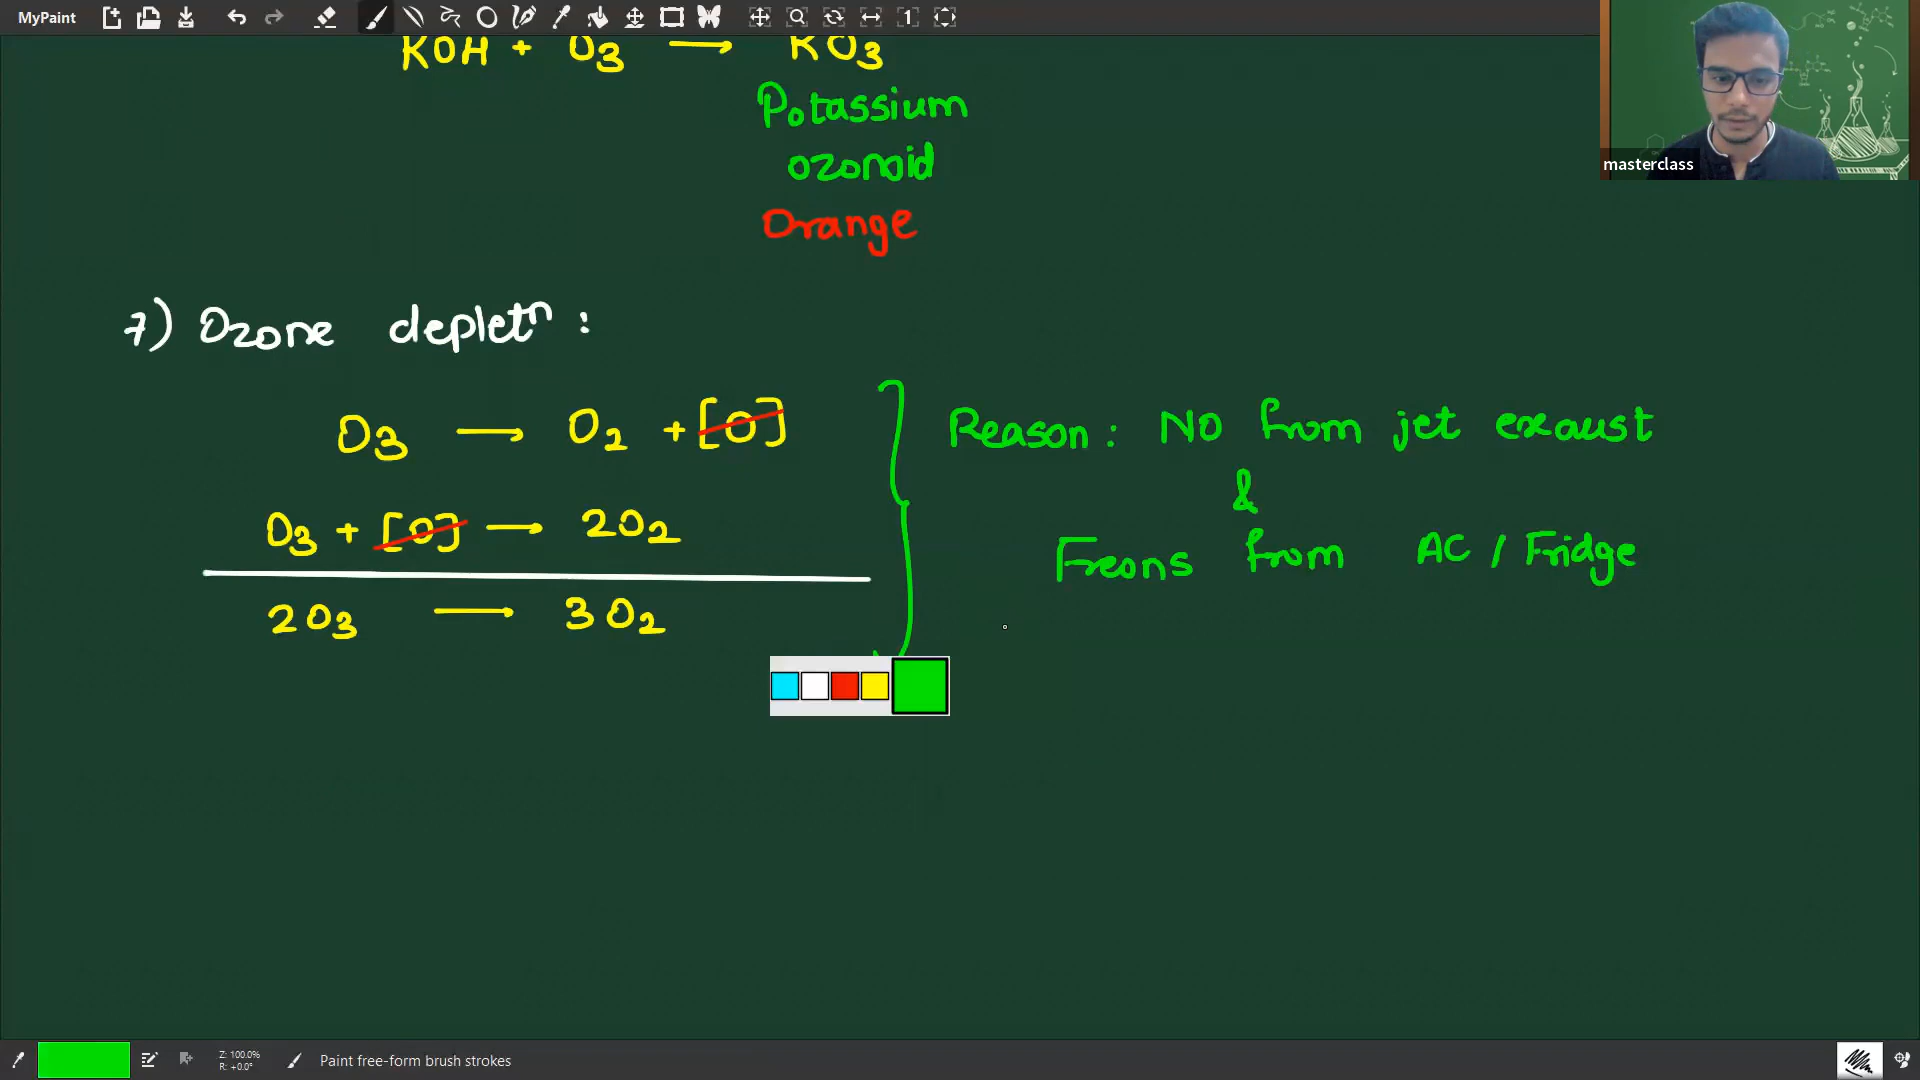 MyPaint
masterclass
KOH + O3 → KO3
Potassium
ozonoid
Orange
7) Ozone depletⁿ :
O3 → O2 + [O]
O3 + [O] → 2O2
2O3 → 3O2
Reason: NO from jet exaust
&
Freons from AC / Fridge
Z: 100.0%
R: +0.0°
Paint free-form brush strokes